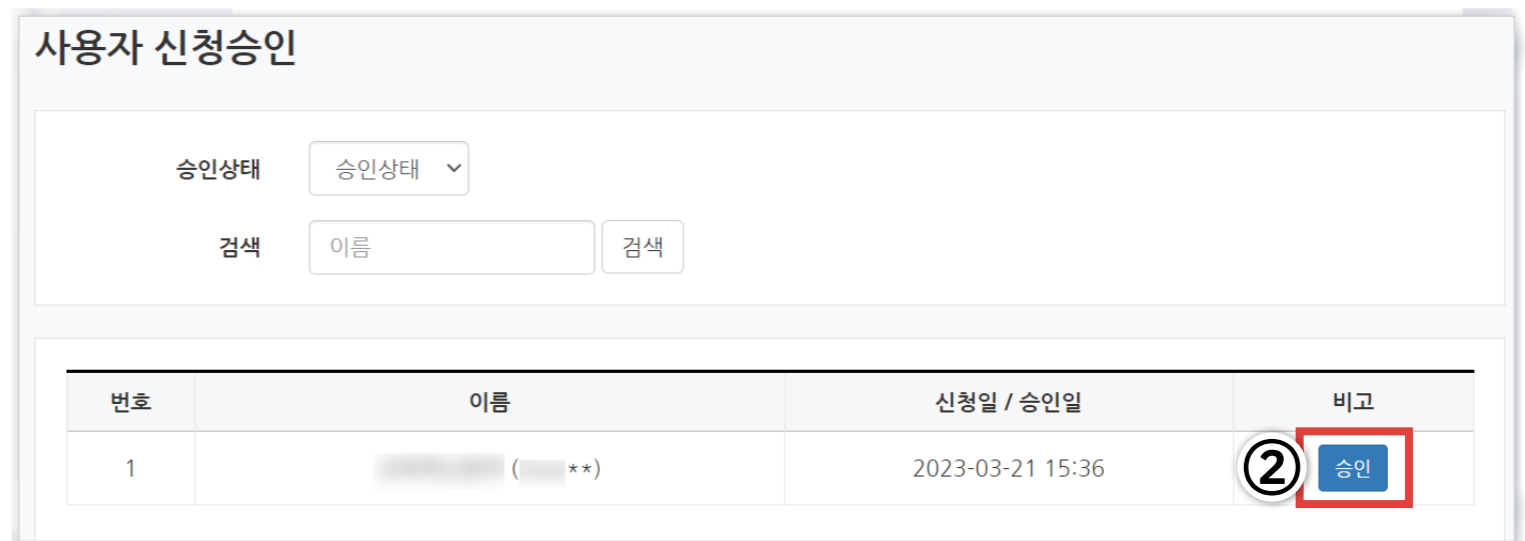 사용자 신청승인
승인상태 승인상태
검색 이름 검색
번호 이름 신청일 / 승인일 비고
1 ( **) 2023-03-21 15:36 ② 승인